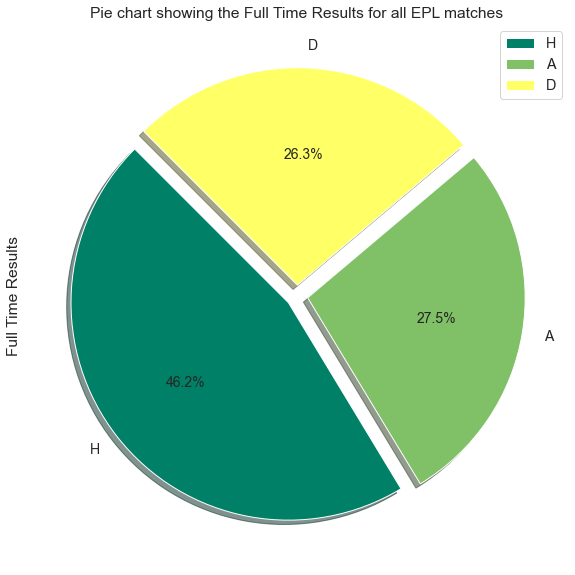 Pie chart showing the Full Time Results for all EPL matches
D
H
A
D
26.3%
Full Time Results
27.5%
A
46.2%
H